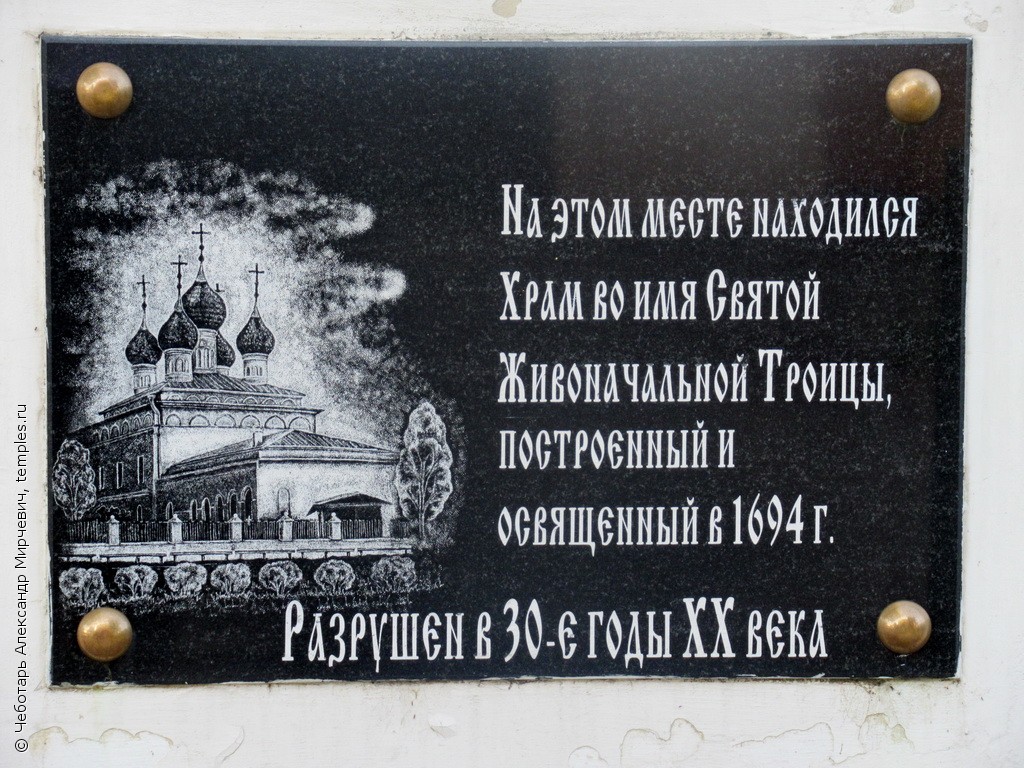 На этом месте находился
Храм во имя Святой
Живоначальной Троицы,
построенный и
освященный в 1694 г.
Разрушен в 30-е годы XX века
© Чеботарь Александр Мирчевич, temples.ru